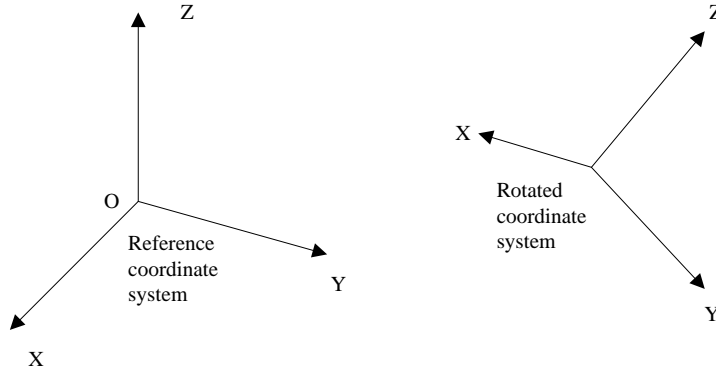 Z
O
Reference
coordinate
system
Y
X
Z
X
Rotated
coordinate
system
Y